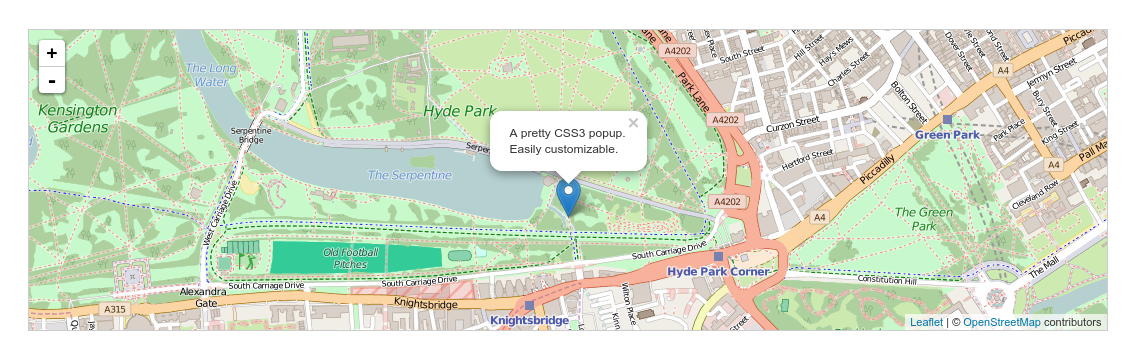 +
-
The Long
Water
Kensington
Gardens
Hyde Park
Serpentine
Bridge
The Serpentine
A pretty CSS3 popup.
Easily customizable.
×
West Carriage Drive
Old Football
Pitches
South Carriage Drive
South Carriage Drive
South Carriage Drive
Alexandra
Gate
A315
Knightsbridge
Knightsbridge
Hyde Park Corner
Park Lane
A4202
A4202
A4202
South Street
Hill Street
Hay's Mews
Charles Street
Curzon Street
Hertford Street
Bolton Street
Dover Street
Piccadilly
A4
A4
A4
Green Park
Jermyn Street
Bury Street
King Street
Park Place
Cleveland Row
The Green
Park
Constitution Hill
The Mall
Wilton Place
Leaflet | © OpenStreetMap contributors